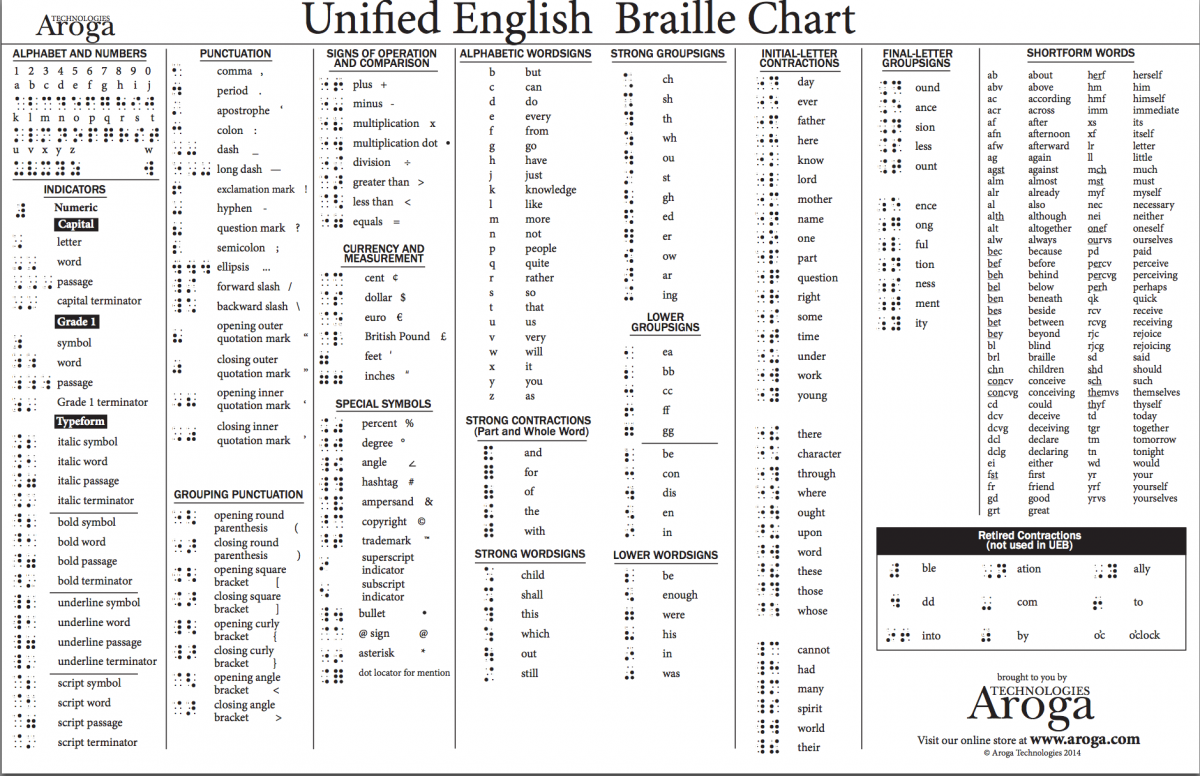 TECHNOLOGIES
Aroga
Unified English Braille Chart
ALPHABET AND NUMBERS
1 2 3 4 5 6 7 8 9 0
a b c d e f g h i j
k l m n o p q r s t
u v x y z w
INDICATORS
Numeric
Capital
letter
word
passage
capital terminator
Grade 1
symbol
word
passage
Grade 1 terminator
Typeform
italic symbol
italic word
italic passage
italic terminator
bold symbol
bold word
bold passage
bold terminator
underline symbol
underline word
underline passage
underline terminator
script symbol
script word
script passage
script terminator
PUNCTUATION
comma ,
period .
apostrophe ‘
colon :
dash _
long dash —
exclamation mark !
hyphen -
question mark ?
semicolon ;
ellipsis ...
forward slash /
backward slash \
opening outer
quotation mark “
closing outer
quotation mark ”
opening inner
quotation mark ‘
closing inner
quotation mark ’
GROUPING PUNCTUATION
opening round
parenthesis (
closing round
parenthesis )
opening square
bracket [
closing square
bracket ]
opening curly
bracket {
closing curly
bracket }
opening angle
bracket <
closing angle
bracket >
SIGNS OF OPERATION
AND COMPARISON
plus +
minus -
multiplication x
multiplication dot •
division ÷
greater than >
less than <
equals =
CURRENCY AND
MEASUREMENT
cent ¢
dollar $
euro €
British Pound £
feet '
inches "
SPECIAL SYMBOLS
percent %
degree °
angle ∠
hashtag #
ampersand &
copyright ©
trademark ™
superscript
indicator
subscript
indicator
bullet •
@ sign @
asterisk *
dot locator for mention
ALPHABETIC WORDSIGNS
b but
c can
d do
e every
f from
g go
h have
j just
k knowledge
l like
m more
n not
p people
q quite
r rather
s so
t that
u us
v very
w will
x it
y you
z as
STRONG CONTRACTIONS
(Part and Whole Word)
and
for
of
the
with
STRONG WORDSIGNS
child
shall
this
which
out
still
STRONG GROUPSIGNS
ch
sh
th
wh
ou
st
gh
ed
er
ow
ar
ing
LOWER
GROUPSIGNS
ea
bb
cc
ff
gg
be
con
dis
en
in
LOWER WORDSIGNS
be
enough
were
his
in
was
INITIAL-LETTER
CONTRACTIONS
day
ever
father
here
know
lord
mother
name
one
part
question
right
some
time
under
work
young
there
character
through
where
ought
upon
word
these
those
whose
cannot
had
many
spirit
world
their
FINAL-LETTER
GROUPSIGNS
ound
ance
sion
less
ount
ence
ong
ful
tion
ness
ment
ity
SHORTFORM WORDS
ab about
abv above
ac according
acr across
af after
afn afternoon
afw afterward
ag again
agst against
alm almost
alr already
al also
alth although
alt altogether
alw always
bec because
bef before
beh behind
bel below
ben beneath
bes beside
bet between
bey beyond
bl blind
brl braille
chn children
concv conceive
concvg conceiving
cd could
dcv deceive
dcvg deceiving
dcl declare
dclg declaring
ei either
fst first
fr friend
gd good
grt great
herf herself
hm him
hmf himself
imm immediate
xs its
xf itself
lr letter
ll little
mch much
mst must
myf myself
nec necessary
nei neither
onef oneself
ourvs ourselves
pd paid
percv perceive
percvg perceiving
perh perhaps
qk quick
rcv receive
rcvg receiving
rjc rejoice
rjcg rejoicing
sd said
shd should
sch such
themvs themselves
thyf thyself
td today
tgr together
tm tomorrow
tn tonight
wd would
yr your
yrf yourself
yrvs yourselves
Retired Contractions
(not used in UEB)
ble ation ally
dd com to
into by o'c o'clock
brought to you by
TECHNOLOGIES
Aroga
Visit our online store at www.aroga.com
© Aroga Technologies 2014